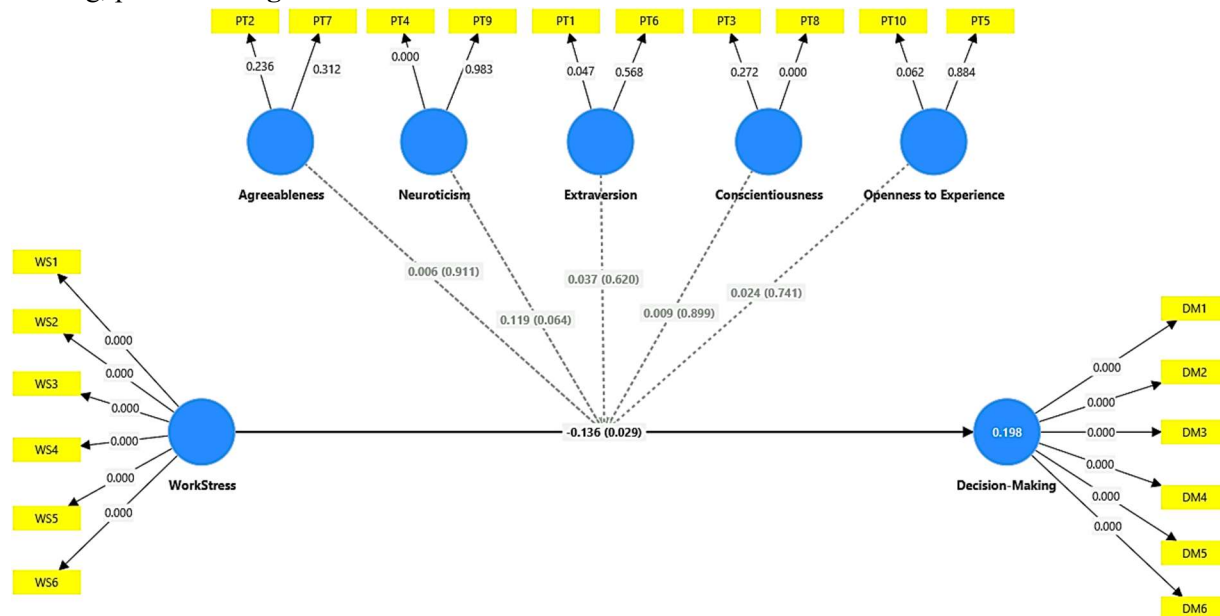 PT2 PT7 PT4 PT9 PT1 PT6 PT3 PT8 PT10 PT5
0.236 0.312 0.000 0.983 0.047 0.568 0.272 0.000 0.062 0.884
Agreeableness Neuroticism Extraversion Conscientiousness Openness to Experience
0.006 (0.911)
0.119 (0.064)
0.037 (0.620)
0.009 (0.899)
0.024 (0.741)
WS1
WS2
WS3
WS4
WS5
WS6
0.000
0.000
0.000
0.000
0.000
0.000
WorkStress
-0.136 (0.029)
0.198
Decision-Making
0.000
0.000
0.000
0.000
0.000
0.000
DM1
DM2
DM3
DM4
DM5
DM6